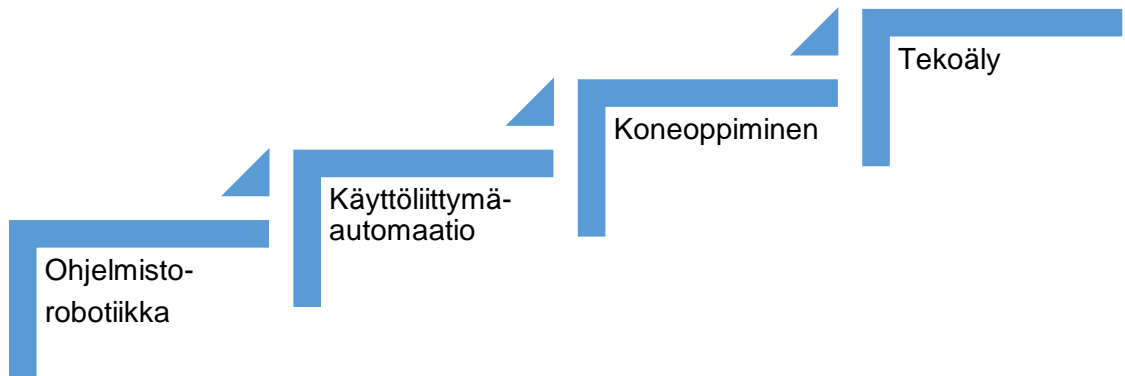 Ohjelmisto-
robotiikka
Käyttöliittymä-
automaatio
Koneoppiminen
Tekoäly